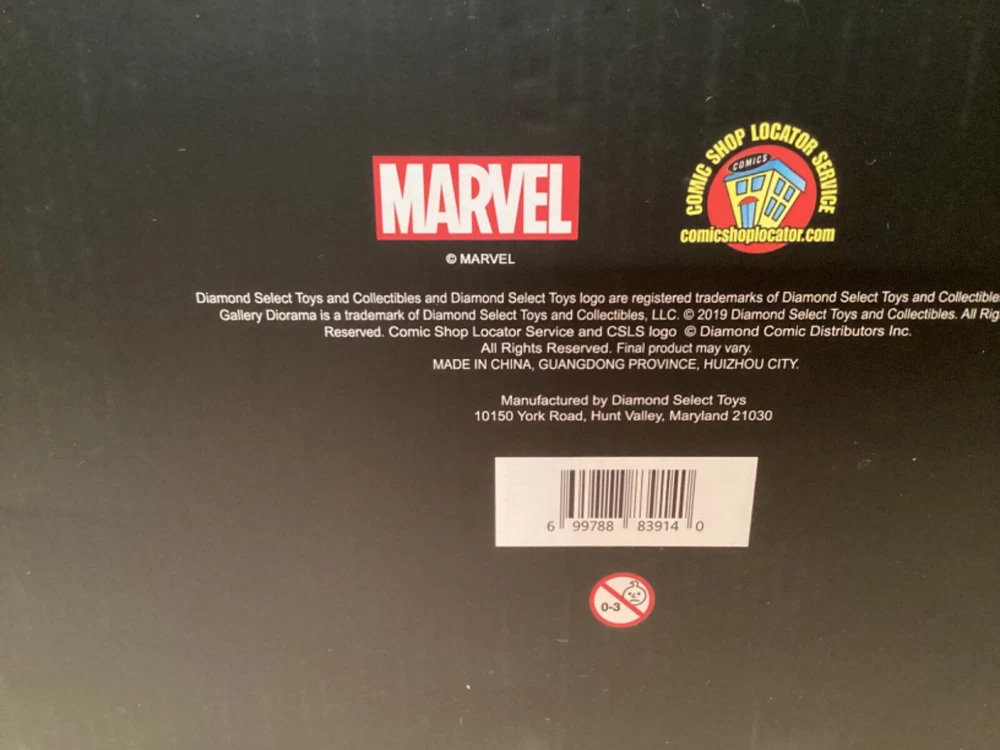 MARVEL
© MARVEL
COMIC SHOP LOCATOR SERVICE
COMICS
comicshoplocator.com
Diamond Select Toys and Collectibles and Diamond Select Toys logo are registered trademarks of Diamond Select Toys and Collectible
Gallery Diorama is a trademark of Diamond Select Toys and Collectibles, LLC. © 2019 Diamond Select Toys and Collectibles. All Rig
Reserved. Comic Shop Locator Service and CSLS logo © Diamond Comic Distributors Inc.
All Rights Reserved. Final product may vary.
MADE IN CHINA, GUANGDONG PROVINCE, HUIZHOU CITY.
Manufactured by Diamond Select Toys
10150 York Road, Hunt Valley, Maryland 21030
6 99788 83914 0
0-3